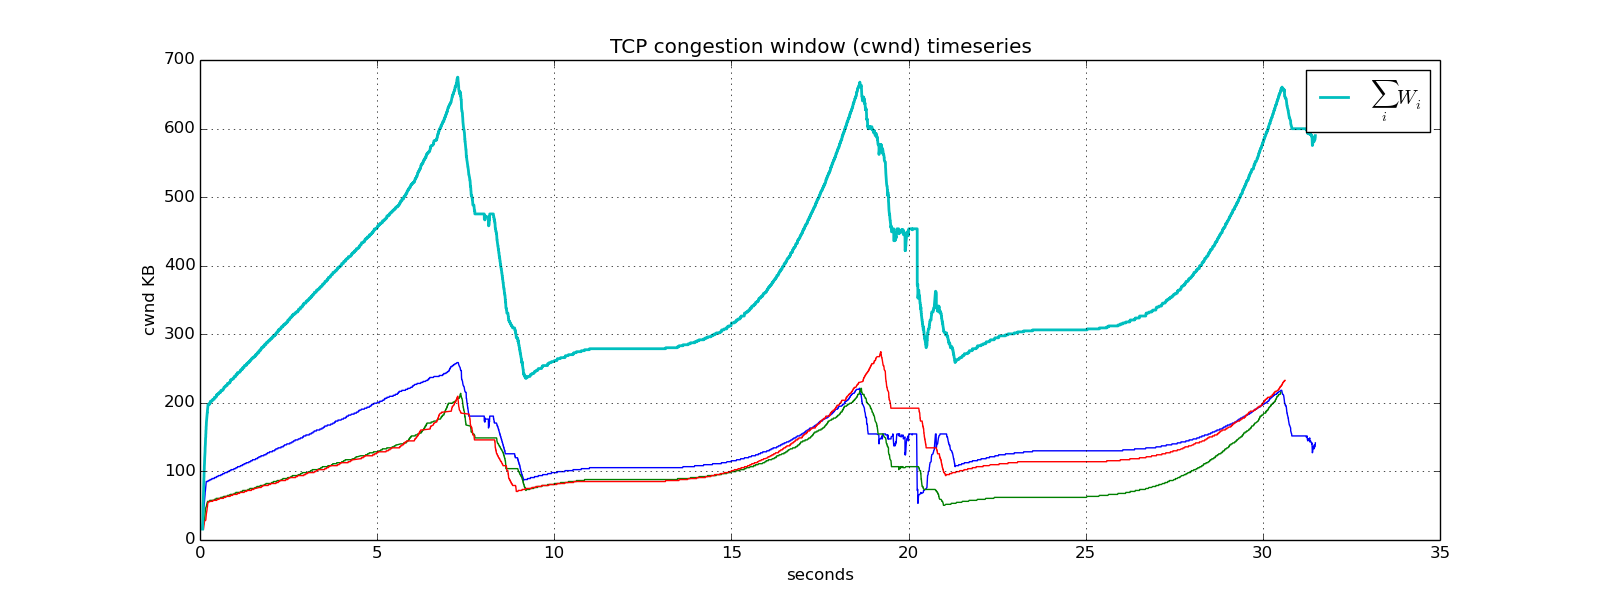 TCP congestion window (cwnd) timeseries
700
600
500
400
300
200
100
0
cwnd KB
∑
i
W_i
0 5 10 15 20 25 30 35
seconds